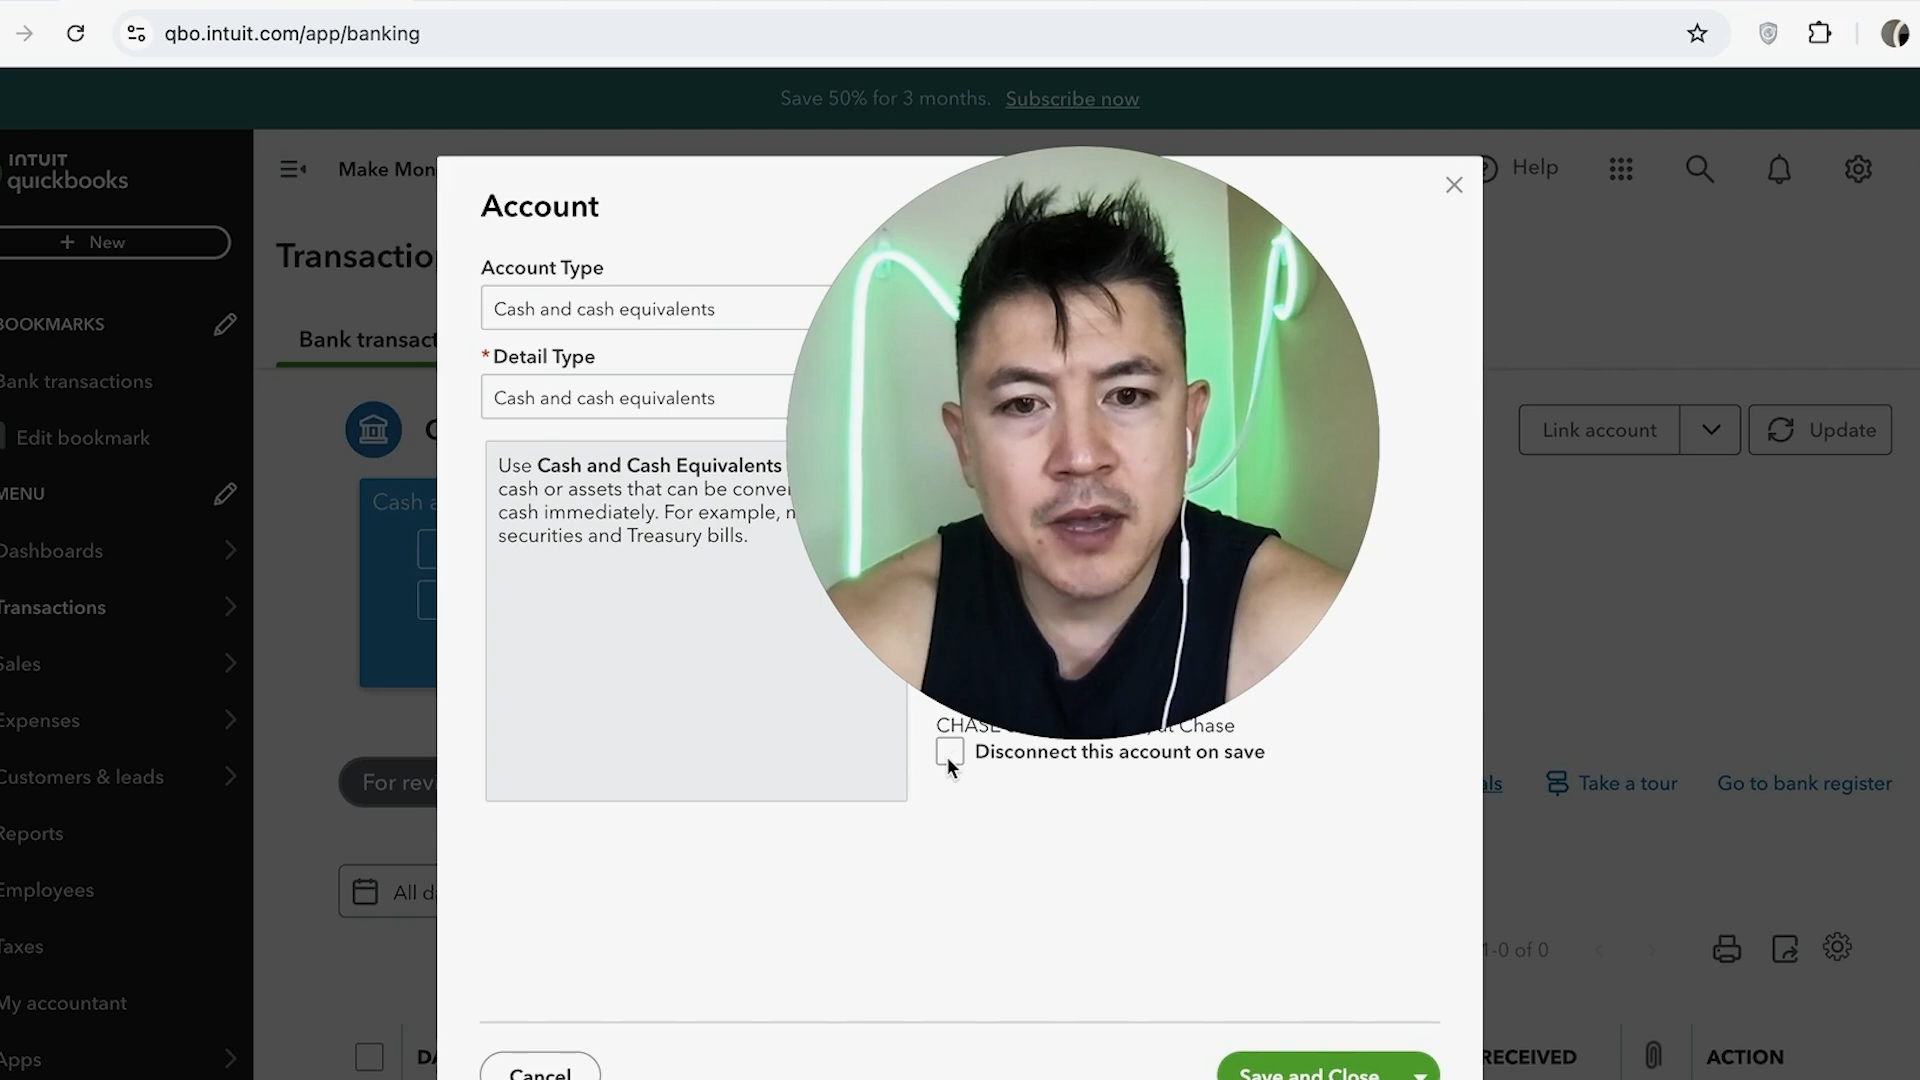 qbo.intuit.com/app/banking
Save 50% for 3 months. Subscribe now
INTUIT
quickbooks
Make Mon
Help
+ New
Account
Transactio
Account Type
Cash and cash equivalents
BOOKMARKS
Bank transact
* Detail Type
Bank transactions
Cash and cash equivalents
Edit bookmark
Link account
Update
Use Cash and Cash Equivalents
cash or assets that can be conver
cash immediately. For example, n
securities and Treasury bills.
MENU
Cash a
Dashboards
Transactions
Sales
Expenses
CHASE
at Chase
Disconnect this account on save
Customers & leads
For revi
als
Take a tour
Go to bank register
Reports
Employees
All da
Taxes
1-0 of 0
My accountant
Apps
DA
RECEIVED
ACTION
Cancel
Save and Close